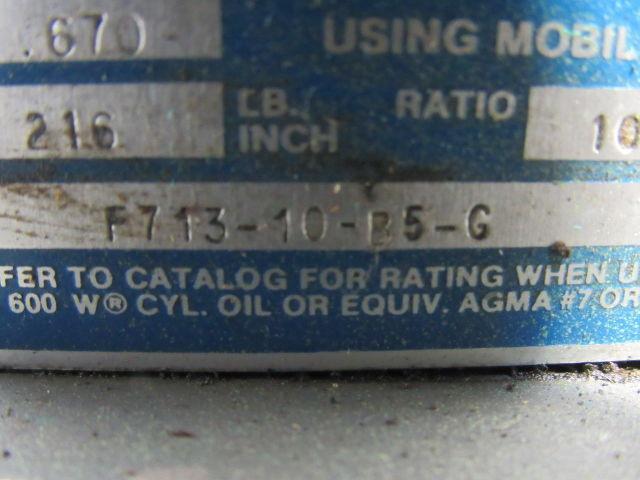 .670- USING MOBIL
216 LB. INCH RATIO 10
F713-10-B5-G
FER TO CATALOG FOR RATING WHEN U
600 W® CYL. OIL OR EQUIV. AGMA #7 OR